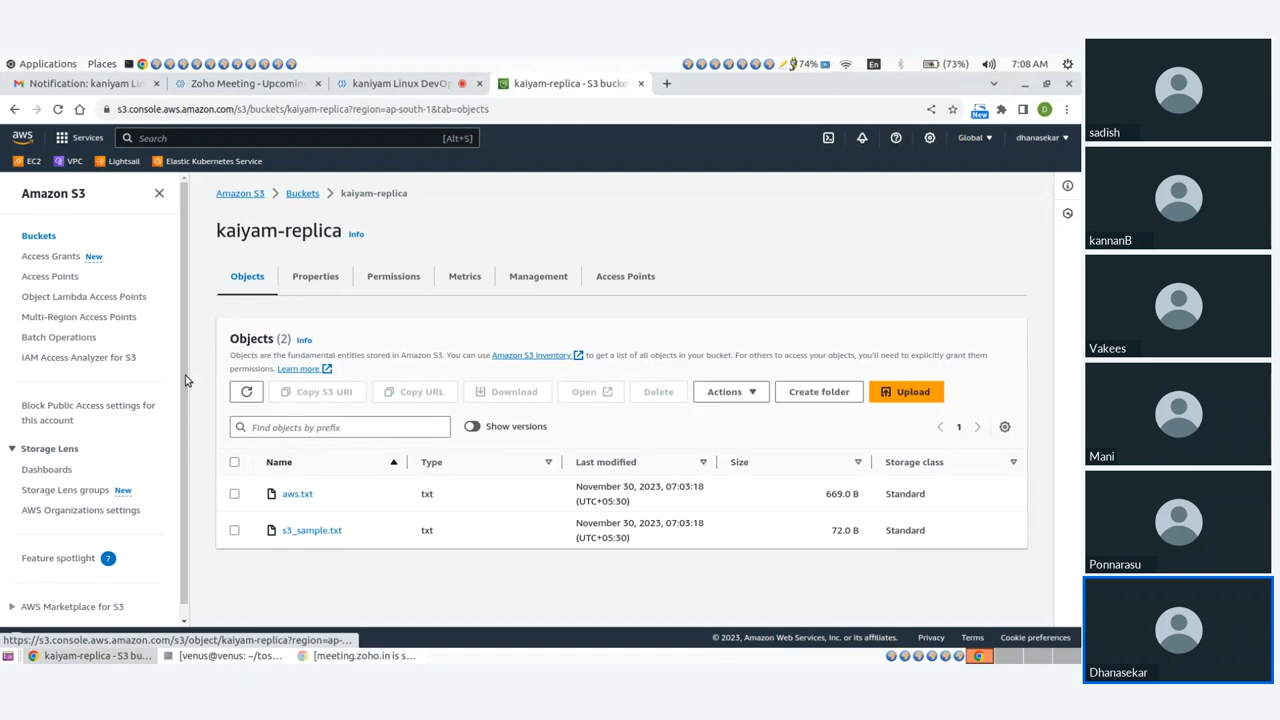 Applications Places 74% En (73%) 7:08 AM
Notification: kaniyam Lin Zoho Meeting - Upcomin kaniyam Linux DevO kaiyam-replica - S3 bucke
s3.console.aws.amazon.com/s3/buckets/kaiyam-replica?region=ap-south-1&tab=objects New D
aws Services Search [Alt+S] Global dhanasekar
EC2 VPC Lightsail Elastic Kubernetes Service
Amazon S3
Buckets
Access Grants New
Access Points
Object Lambda Access Points
Multi-Region Access Points
Batch Operations
IAM Access Analyzer for S3
Block Public Access settings for
this account
Storage Lens
Dashboards
Storage Lens groups New
AWS Organizations settings
Feature spotlight 7
AWS Marketplace for S3
Amazon S3 Buckets kaiyam-replica
kaiyam-replica Info
Objects Properties Permissions Metrics Management Access Points
Objects (2) Info
Objects are the fundamental entities stored in Amazon S3. You can use Amazon S3 inventory to get a list of all objects in your bucket. For others to access your objects, you'll need to explicitly grant them
permissions. Learn more
Copy S3 URI Copy URL Download Open Delete Actions Create folder Upload
Find objects by prefix Show versions 1
Name Type Last modified Size Storage class
aws.txt txt November 30, 2023, 07:03:18 (UTC+05:30) 669.0 B Standard
s3_sample.txt txt November 30, 2023, 07:03:18 (UTC+05:30) 72.0 B Standard
https://s3.console.aws.amazon.com/s3/object/kaiyam-replica?region=ap-...
© 2023, Amazon Web Services, Inc. or its affiliates. Privacy Terms Cookie preferences
kaiyam-replica - S3 bu... [venus@venus: ~/tos... [meeting.zoho.in is s...
sadish
kannanB
Vakees
Mani
Ponnarasu
Dhanasekar